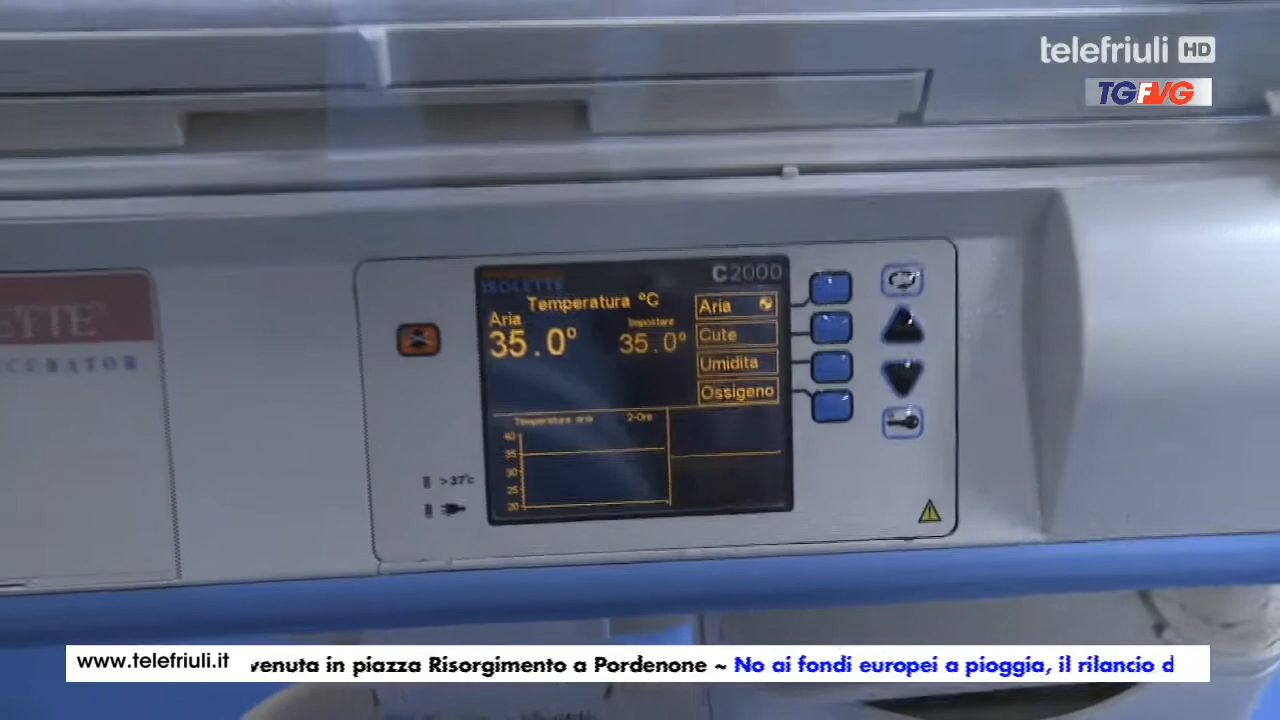 telefriuli HD
TGFVG
C2000
ISOLETTE
Temperatura °C
Aria
Impostare
35.0°
35.0°
Aria
Cute
Umidita
Ossigeno
Temperatura aria
2-Ore
40
35
30
25
20
>37°c
www.telefriuli.it
venuta in piazza Risorgimento a Pordenone ~ No ai fondi europei a pioggia, il rilancio d